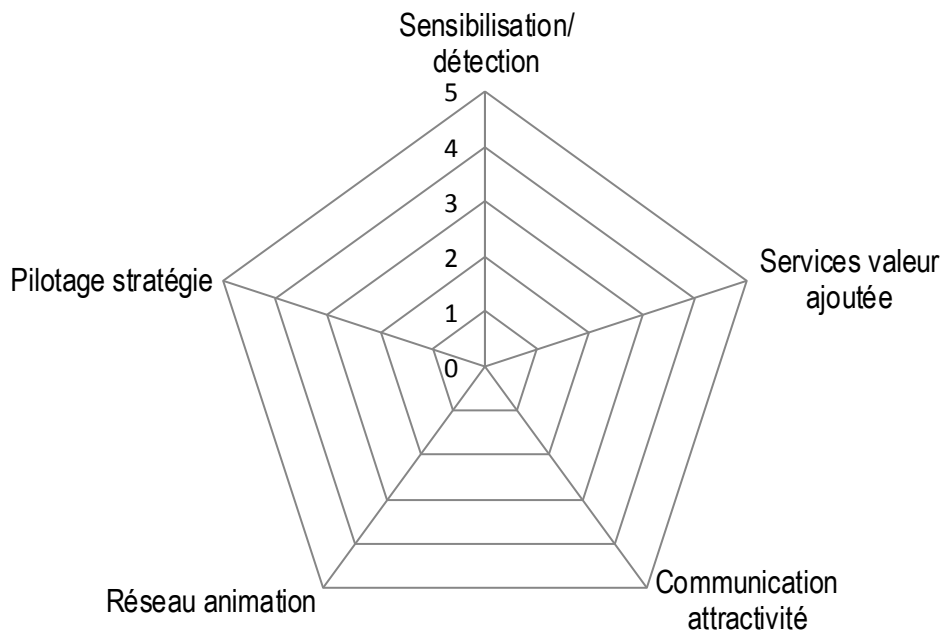 Sensibilisation/
détection
5
4
3
2
1
0
Services valeur
ajoutée
Pilotage stratégie
Communication
attractivité
Réseau animation